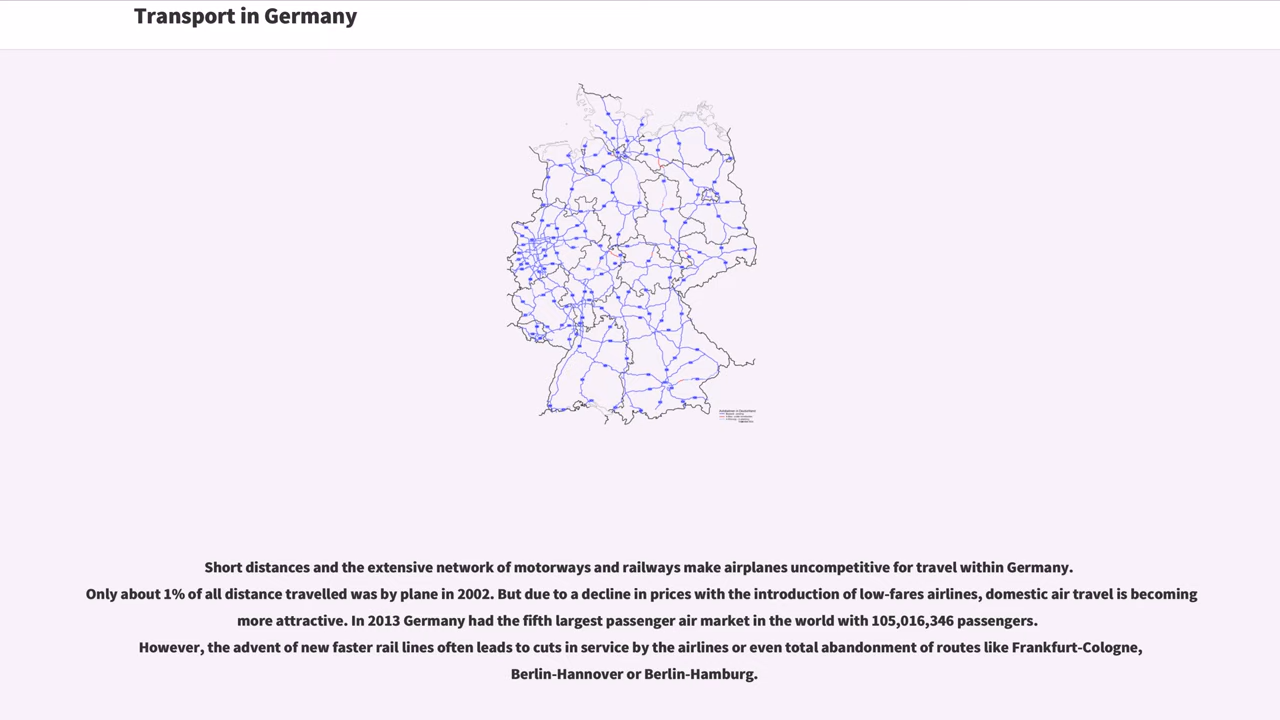 Transport in Germany
Short distances and the extensive network of motorways and railways make airplanes uncompetitive for travel within Germany.
Only about 1% of all distance travelled was by plane in 2002. But due to a decline in prices with the introduction of low-fares airlines, domestic air travel is becoming
more attractive. In 2013 Germany had the fifth largest passenger air market in the world with 105,016,346 passengers.
However, the advent of new faster rail lines often leads to cuts in service by the airlines or even total abandonment of routes like Frankfurt-Cologne,
Berlin-Hannover or Berlin-Hamburg.